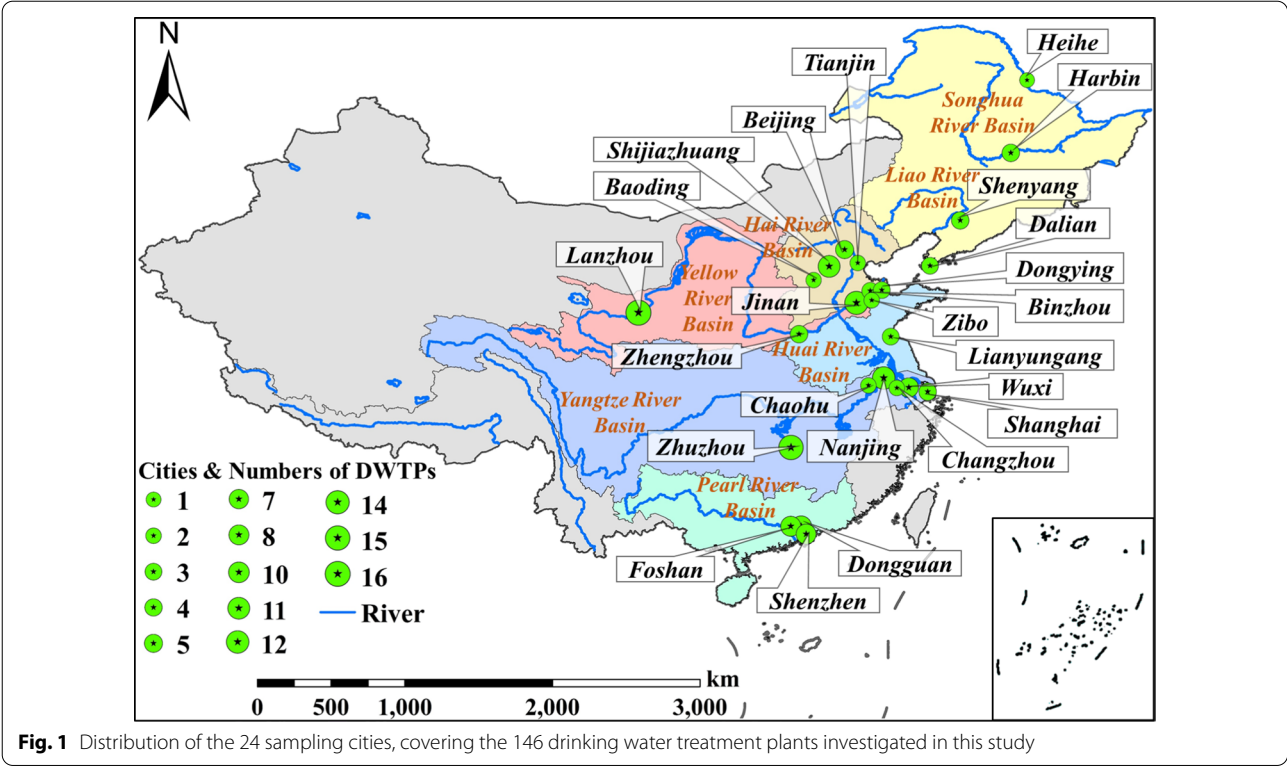 N
Heihe
Tianjin
Harbin
Songhua
River Basin
Beijing
Shijiazhuang
Liao River
Basin
Shenyang
Baoding
Dalian
Hai River
Basin
Lanzhou
Dongying
Yellow
River
Basin
Jinan
Binzhou
Zibo
Zhengzhou
Huai River
Basin
Lianyungang
Wuxi
Yangtze River
Basin
Chaohu
Shanghai
Zhuzhou
Nanjing
Changzhou
Cities & Numbers of DWTPs
1
2
3
4
5
7
8
10
11
12
14
15
16
River
Pearl River
Basin
Foshan
Dongguan
Shenzhen
km
0 500 1,000 2,000 3,000
Fig. 1 Distribution of the 24 sampling cities, covering the 146 drinking water treatment plants investigated in this study